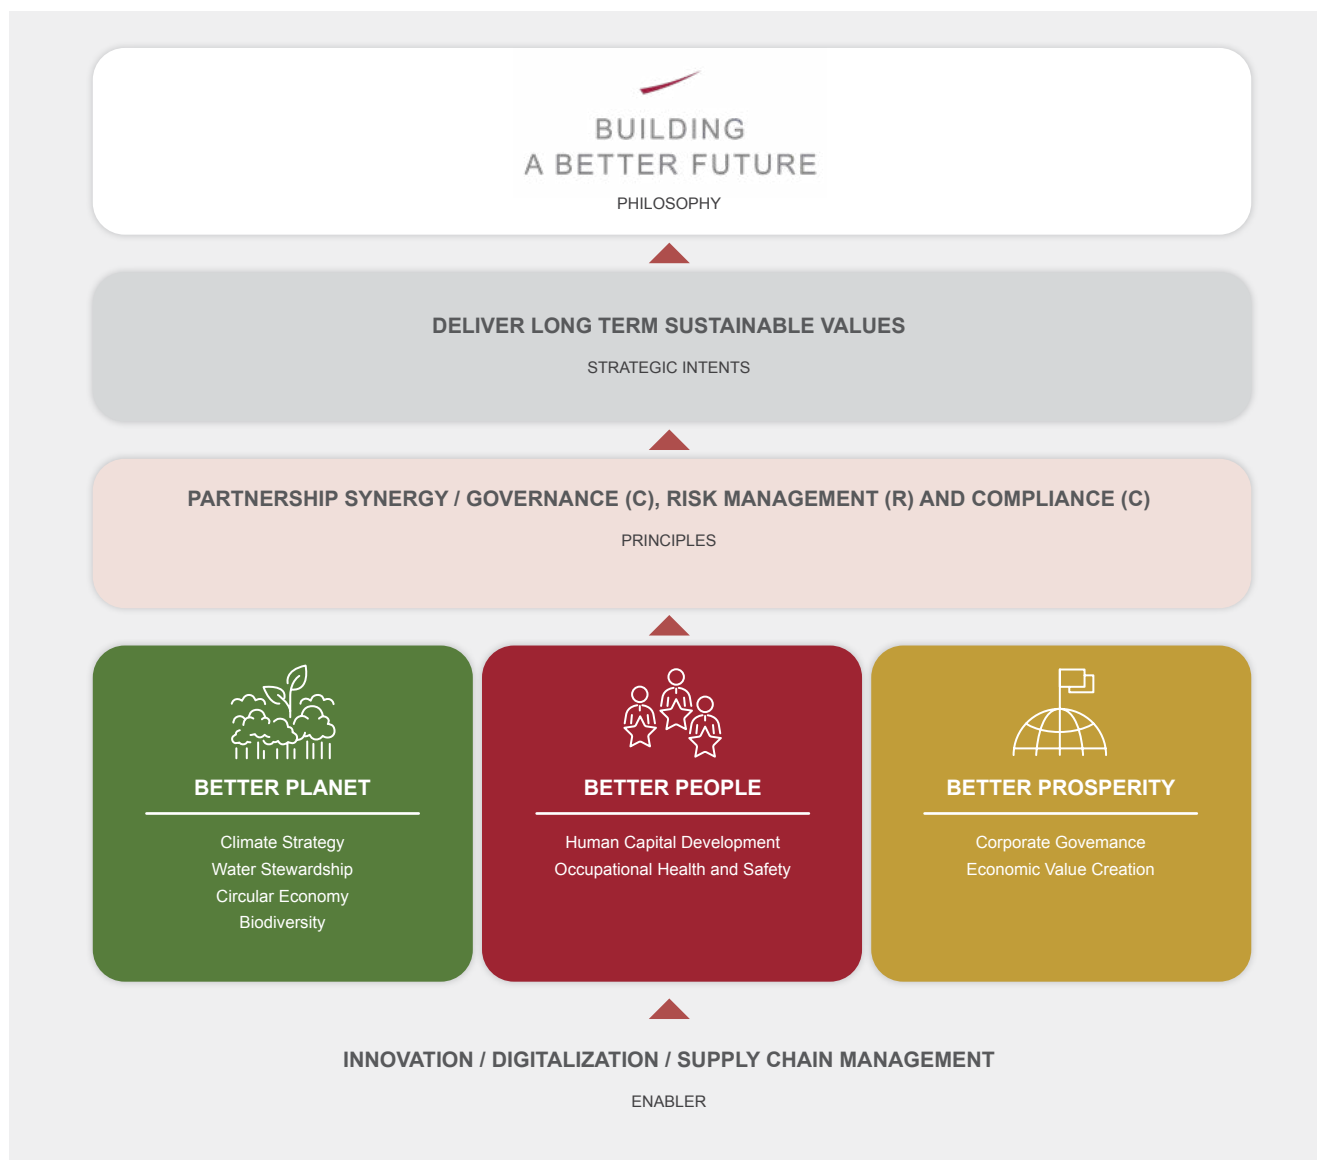 BUILDING
A BETTER FUTURE
PHILOSOPHY
DELIVER LONG TERM SUSTAINABLE VALUES
STRATEGIC INTENTS
PARTNERSHIP SYNERGY / GOVERNANCE (C), RISK MANAGEMENT (R) AND COMPLIANCE (C)
PRINCIPLES
BETTER PLANET
Climate Strategy
Water Stewardship
Circular Economy
Biodiversity
BETTER PEOPLE
Human Capital Development
Occupational Health and Safety
BETTER PROSPERITY
Corporate Governance
Economic Value Creation
INNOVATION / DIGITALIZATION / SUPPLY CHAIN MANAGEMENT
ENABLER